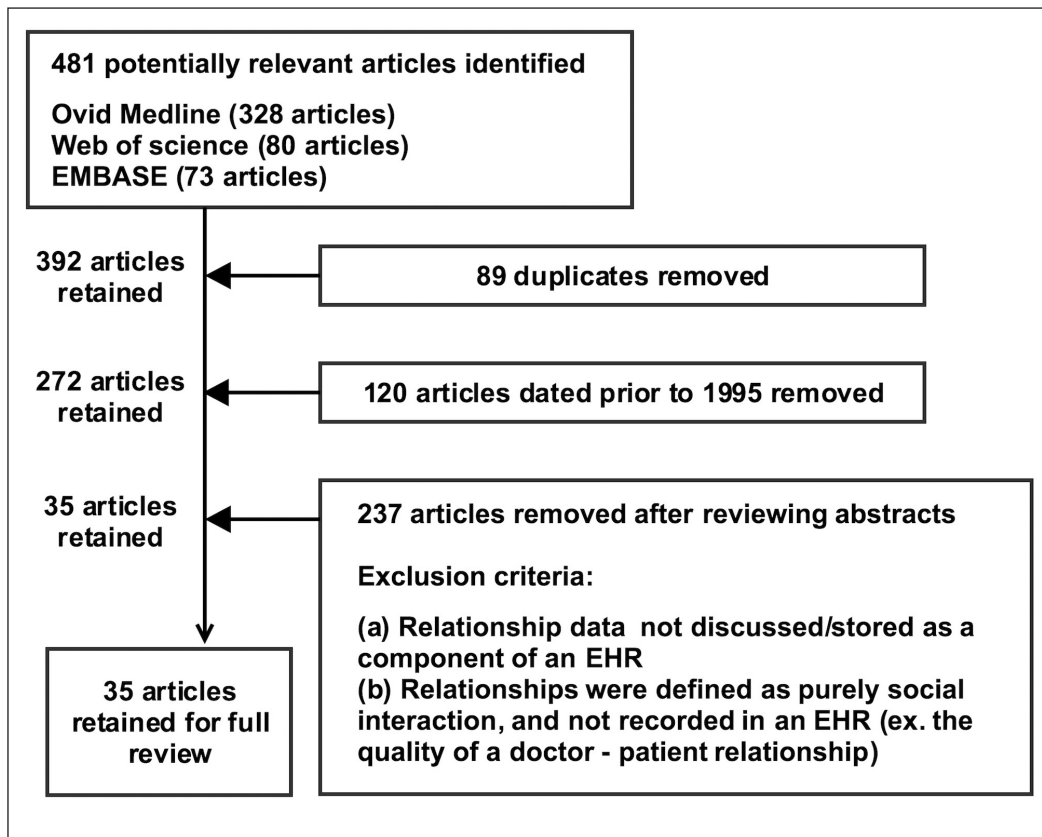 481 potentially relevant articles identified
Ovid Medline (328 articles)
Web of science (80 articles)
EMBASE (73 articles)
392 articles
retained
89 duplicates removed
272 articles
retained
120 articles dated prior to 1995 removed
35 articles
retained
237 articles removed after reviewing abstracts
Exclusion criteria:
(a) Relationship data not discussed/stored as a
component of an EHR
(b) Relationships were defined as purely social
interaction, and not recorded in an EHR (ex. the
quality of a doctor - patient relationship)
35 articles
retained for full
review